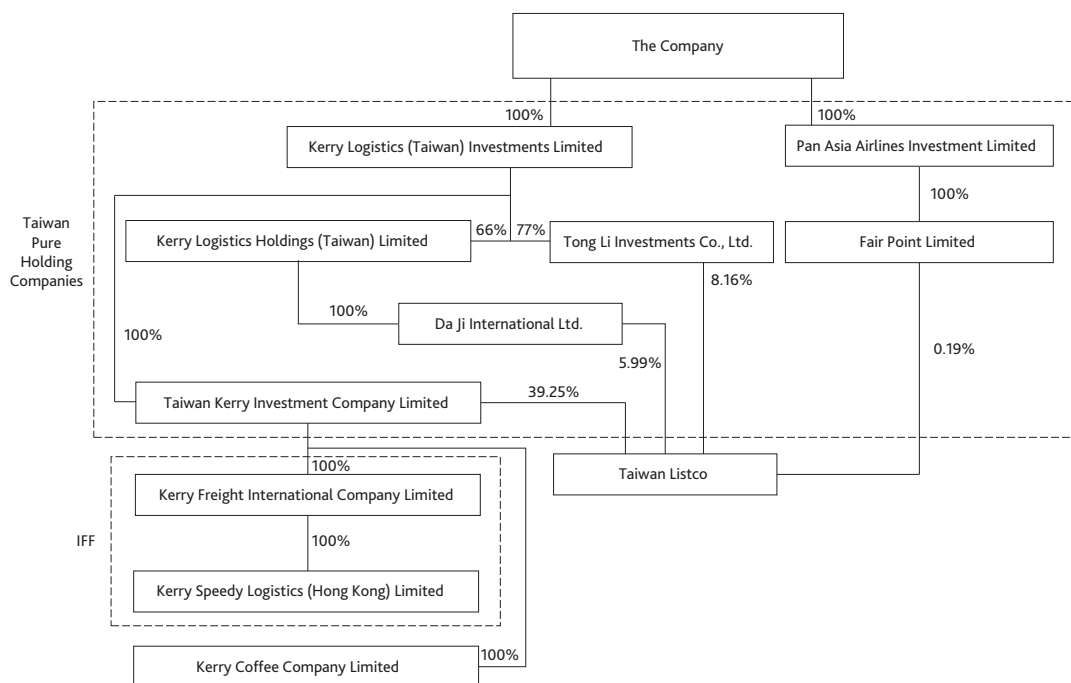 The Company
100%
100%
Kerry Logistics (Taiwan) Investments Limited
Pan Asia Airlines Investment Limited
100%
Taiwan
Pure
Holding
Companies
Kerry Logistics Holdings (Taiwan) Limited
66%
77%
Tong Li Investments Co., Ltd.
Fair Point Limited
8.16%
100%
Da Ji International Ltd.
100%
5.99%
0.19%
39.25%
Taiwan Kerry Investment Company Limited
100%
Taiwan Listco
Kerry Freight International Company Limited
IFF
100%
Kerry Speedy Logistics (Hong Kong) Limited
100%
Kerry Coffee Company Limited